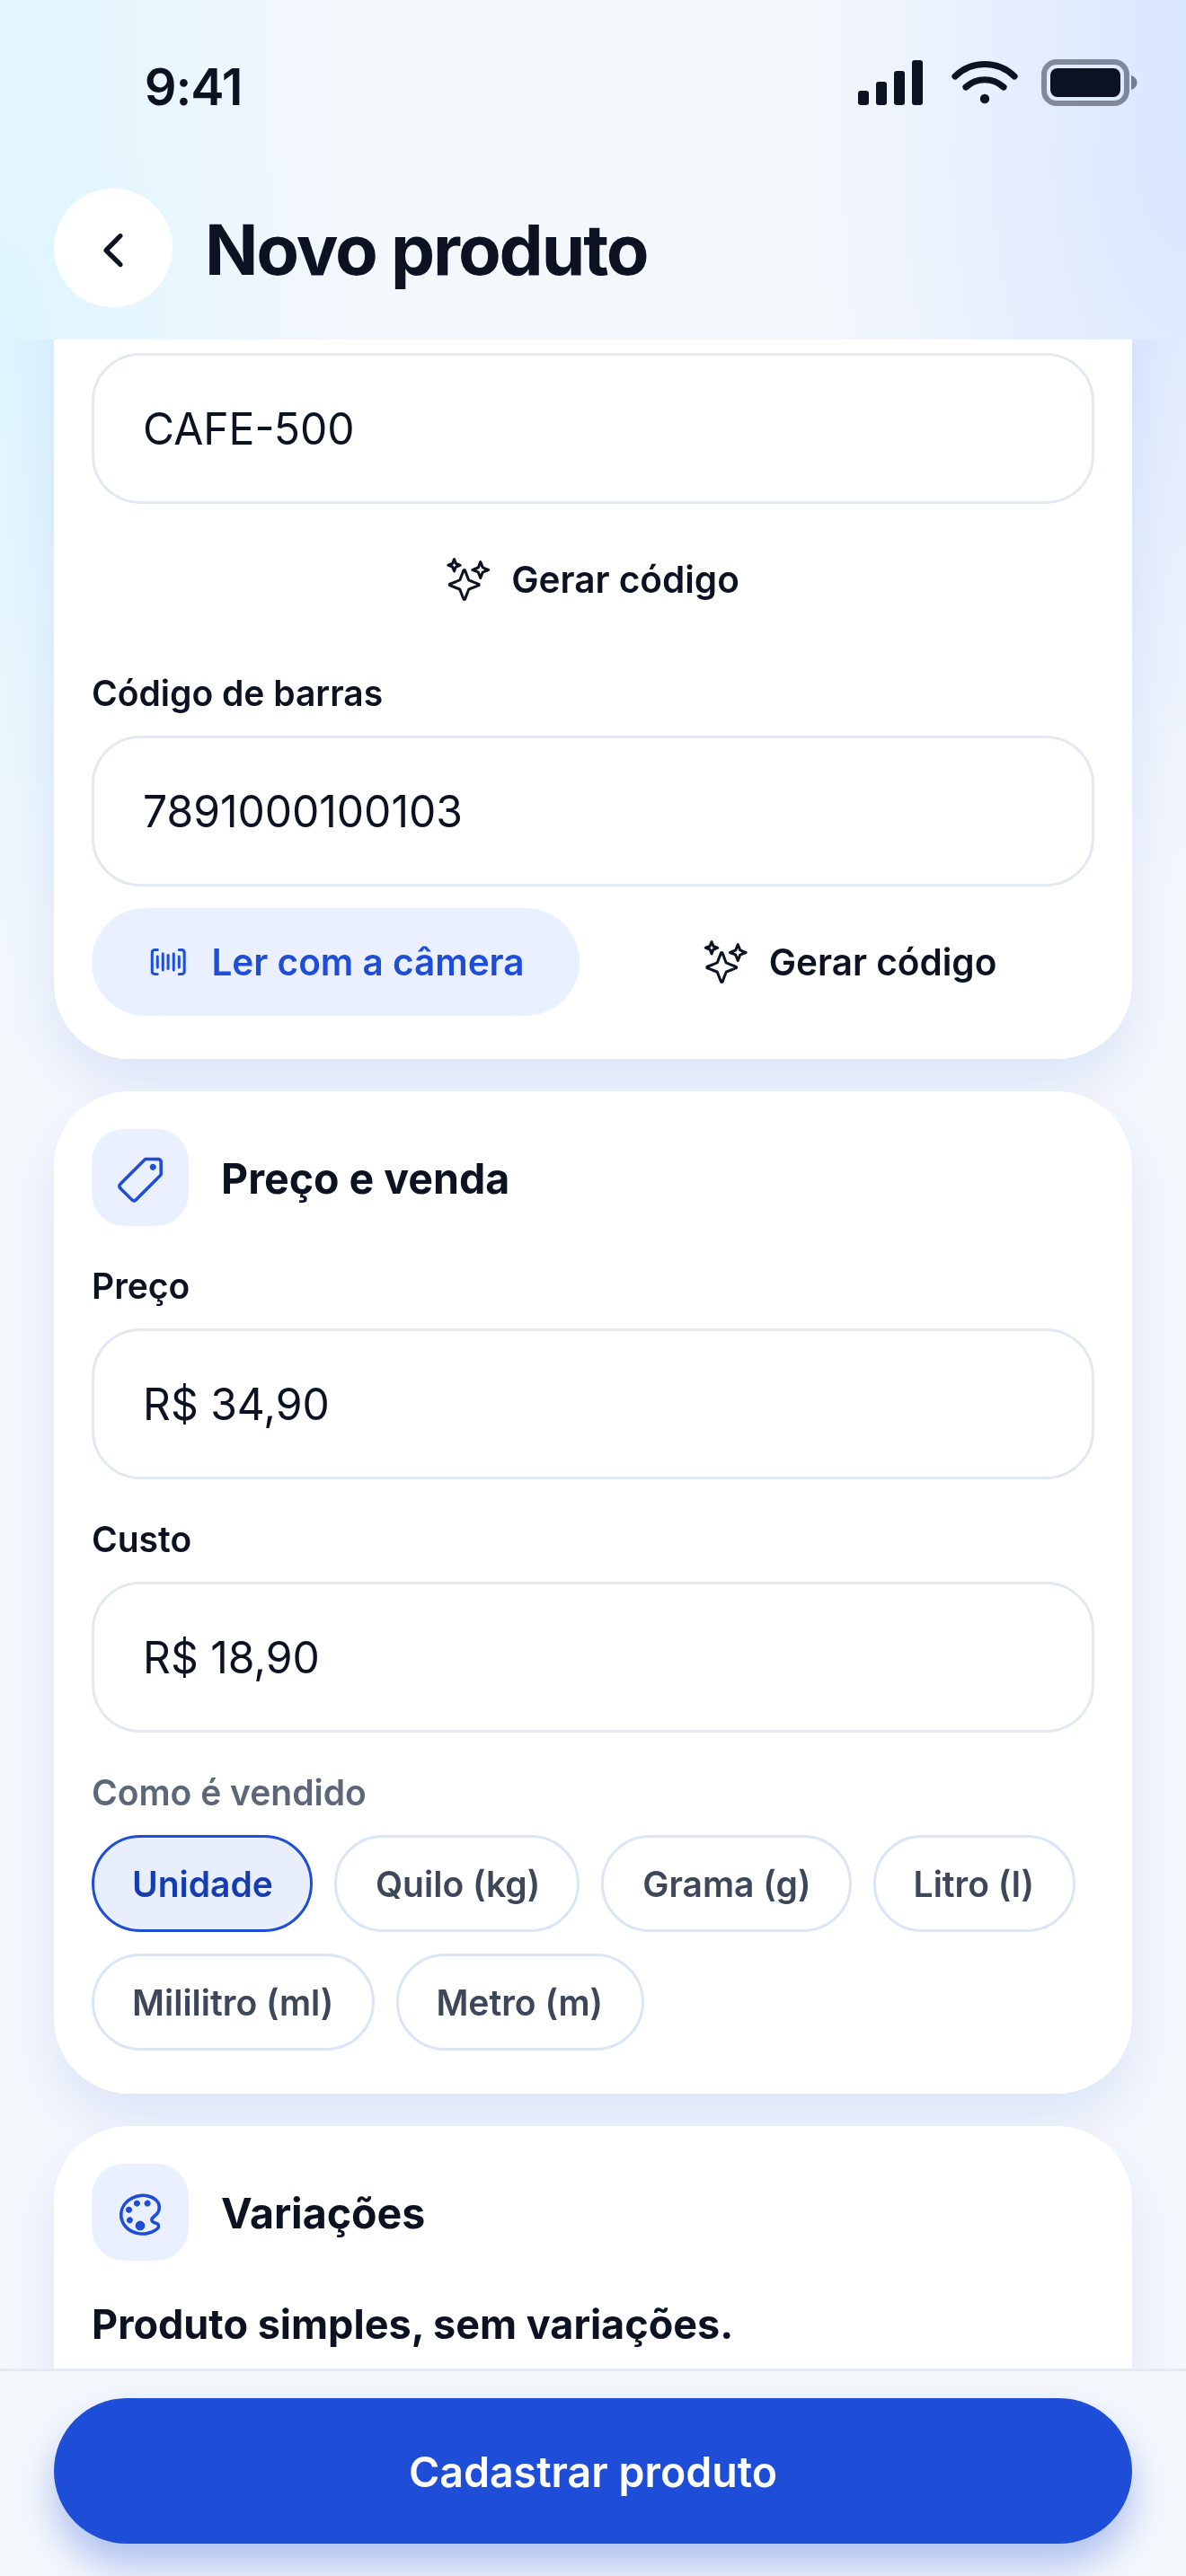 9:41
Novo produto
CAFE-500
Gerar código
Código de barras
7891000100103
Ler com a câmera
Gerar código
Preço e venda
Preço
R$ 34,90
Custo
R$ 18,90
Como é vendido
Unidade
Quilo (kg)
Grama (g)
Litro (l)
Mililitro (ml)
Metro (m)
Variações
Produto simples, sem variações.
Cadastrar produto